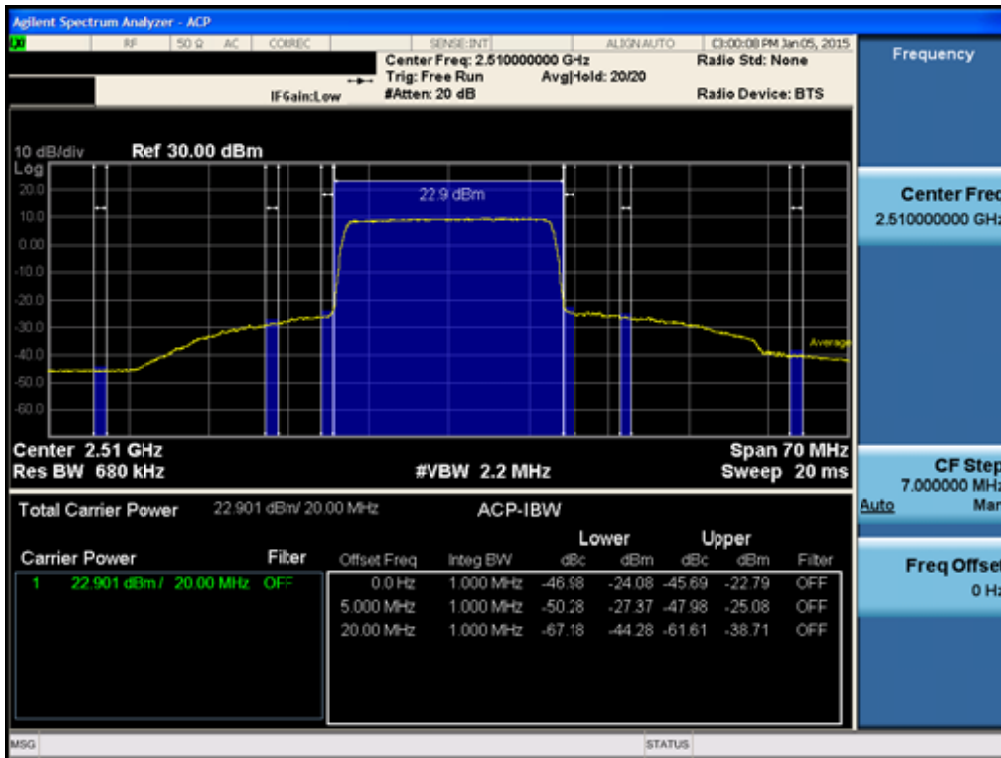 Agilent Spectrum Analyzer - ACP
RF 50 Ω AC CORREC SENSE:INT ALIGN AUTO 03:00:08 PM Jan 05, 2015
Center Freq: 2.510000000 GHz Radio Std: None
Trig: Free Run Avg|Hold: 20/20
IFGain:Low #Atten: 20 dB Radio Device: BTS
10 dB/div Ref 30.00 dBm
Log
20.0
10.0
0.00
-10.0
-20.0
-30.0
-40.0
-50.0
-60.0
22.9 dBm
Average
Center 2.51 GHz Span 70 MHz
Res BW 680 kHz #VBW 2.2 MHz Sweep 20 ms
Total Carrier Power 22.901 dBm/ 20.00 MHz ACP-IBW
Lower Upper
Carrier Power Filter Offset Freq Integ BW dBc dBm dBc dBm Filter
1 22.901 dBm / 20.00 MHz OFF 0.0 Hz 1.000 MHz -46.98 -24.08 -45.69 -22.79 OFF
5.000 MHz 1.000 MHz -50.28 -27.37 -47.98 -25.08 OFF
20.00 MHz 1.000 MHz -67.18 -44.28 -61.61 -38.71 OFF
MSG STATUS
Frequency
Center Freq
2.510000000 GHz
CF Step
7.000000 MHz
Auto Man
Freq Offset
0 Hz